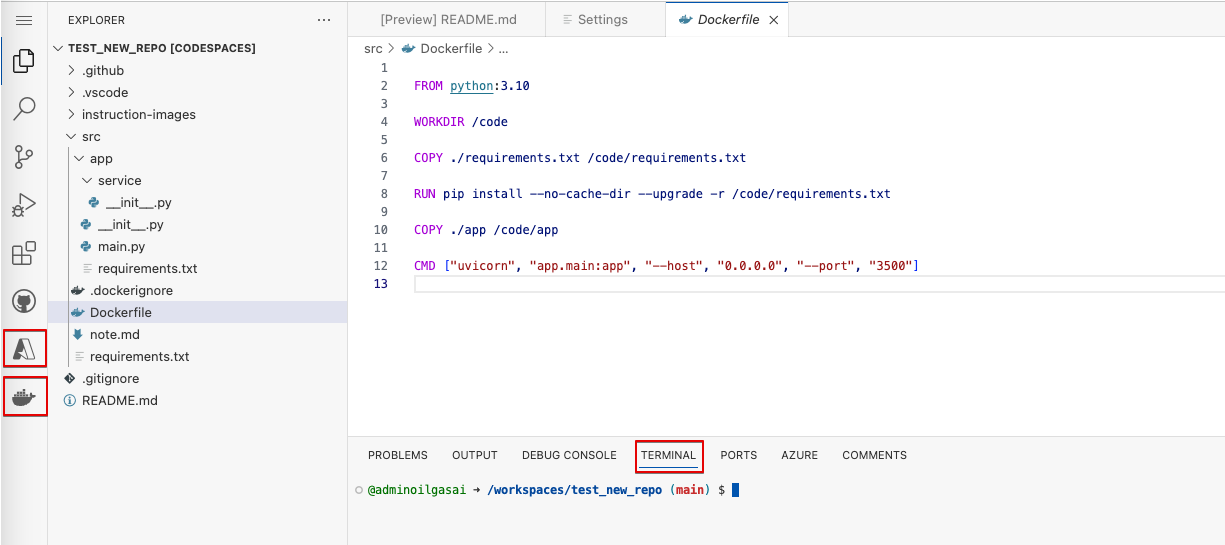 EXPLORER
TEST_NEW_REPO [CODESPACES]
.github
.vscode
instruction-images
src
app
service
__init__.py
__init__.py
main.py
requirements.txt
.dockerignore
Dockerfile
note.md
requirements.txt
.gitignore
README.md
[Preview] README.md Settings Dockerfile
src > Dockerfile > ...
1
2 FROM python:3.10
3
4 WORKDIR /code
5
6 COPY ./requirements.txt /code/requirements.txt
7
8 RUN pip install --no-cache-dir --upgrade -r /code/requirements.txt
9
10 COPY ./app /code/app
11
12 CMD ["uvicorn", "app.main:app", "--host", "0.0.0.0", "--port", "3500"]
13
PROBLEMS OUTPUT DEBUG CONSOLE TERMINAL PORTS AZURE COMMENTS
@adminoilgasai → /workspaces/test_new_repo (main) $